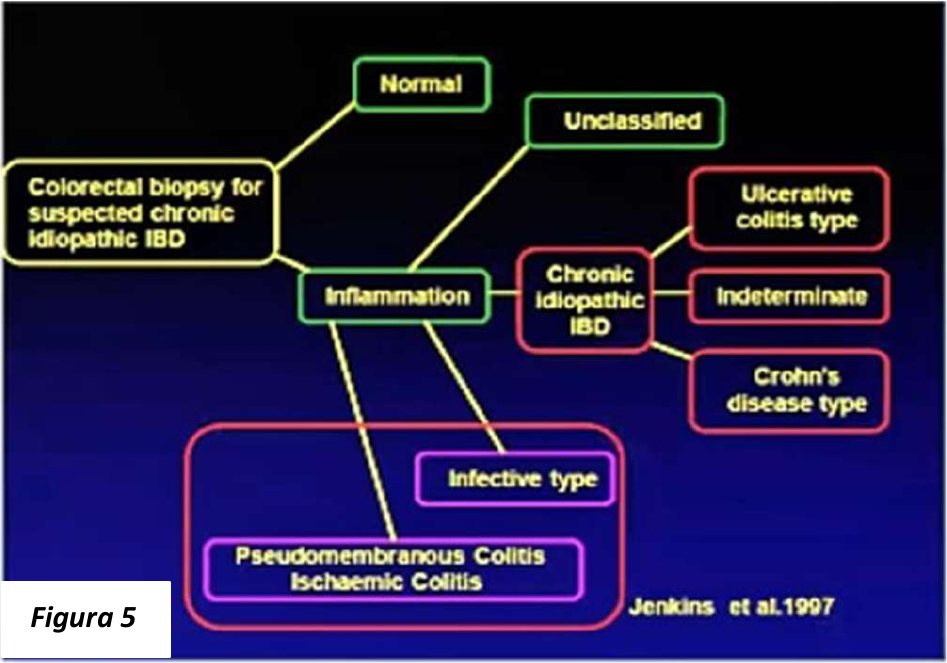 Normal
Unclassified
Colorectal biopsy for
suspected chronic
idiopathic IBD
Ulcerative
colitis type
Inflammation
Chronic
idiopathic
IBD
Indeterminate
Crohn's
disease type
Infective type
Pseudomembranous Colitis
Ischaemic Colitis
Jenkins et al.1997
Figura 5